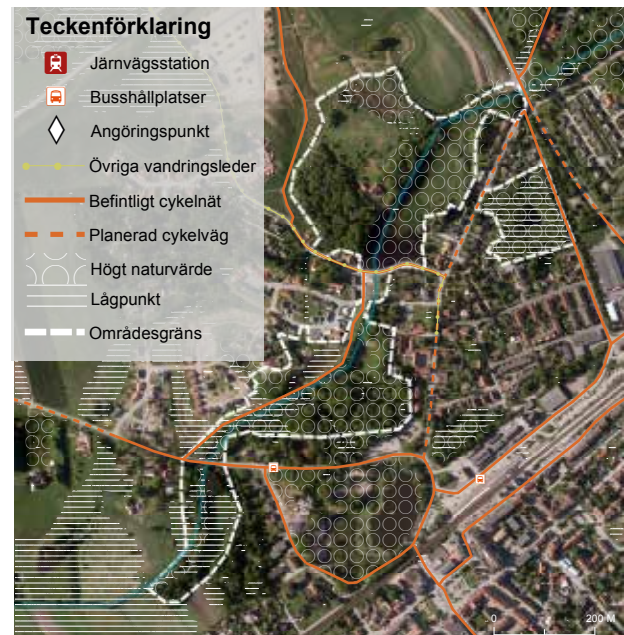 Teckenförklaring
Järnvägsstation
Busshållplatser
Angöringspunkt
Övriga vandringsleder
Befintligt cykelnät
Planerad cykelväg
Högt naturvärde
Lågpunkt
Områdesgräns
0 200 M